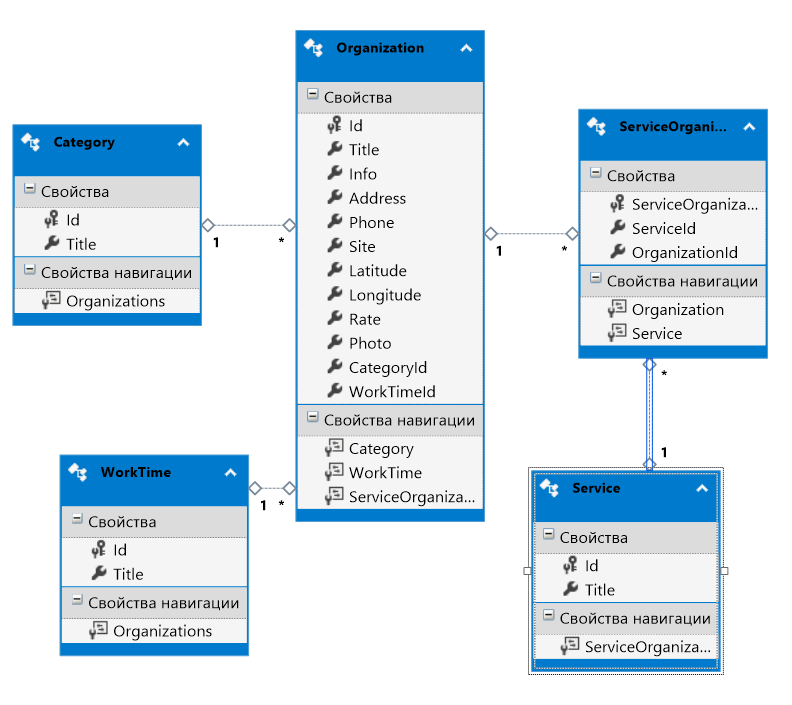 Category
Свойства
Id
Title
Свойства навигации
Organizations
1
*
Organization
Свойства
Id
Title
Info
Address
Phone
Site
Latitude
Longitude
Rate
Photo
CategoryId
WorkTimeId
Свойства навигации
Category
WorkTime
ServiceOrganiza...
1
*
ServiceOrgani...
Свойства
ServiceOrganiza...
ServiceId
OrganizationId
Свойства навигации
Organization
Service
*
1
WorkTime
Свойства
Id
Title
Свойства навигации
Organizations
1
*
Service
Свойства
Id
Title
Свойства навигации
ServiceOrganiza...